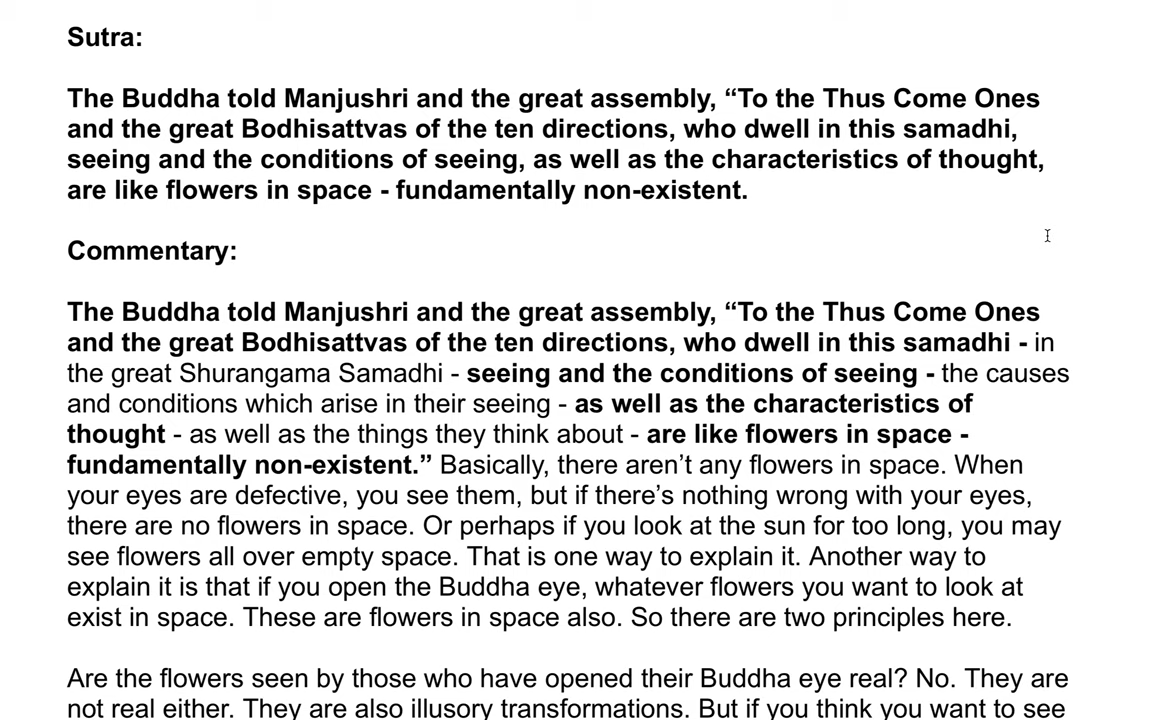 Sutra:
The Buddha told Manjushri and the great assembly, “To the Thus Come Ones
and the great Bodhisattvas of the ten directions, who dwell in this samadhi,
seeing and the conditions of seeing, as well as the characteristics of thought,
are like flowers in space - fundamentally non-existent.
Commentary:
The Buddha told Manjushri and the great assembly, “To the Thus Come Ones
and the great Bodhisattvas of the ten directions, who dwell in this samadhi - in
the great Shurangama Samadhi - seeing and the conditions of seeing - the causes
and conditions which arise in their seeing - as well as the characteristics of
thought - as well as the things they think about - are like flowers in space -
fundamentally non-existent.” Basically, there aren’t any flowers in space. When
your eyes are defective, you see them, but if there’s nothing wrong with your eyes,
there are no flowers in space. Or perhaps if you look at the sun for too long, you may
see flowers all over empty space. That is one way to explain it. Another way to
explain it is that if you open the Buddha eye, whatever flowers you want to look at
exist in space. These are flowers in space also. So there are two principles here.
Are the flowers seen by those who have opened their Buddha eye real? No. They are
not real either. They are also illusory transformations. But if you think you want to see